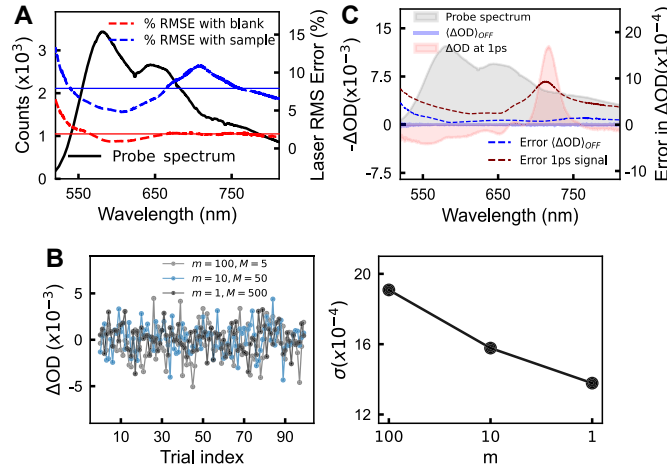 A
% RMSE with blank
% RMSE with sample
Counts (x10³)
3
2
1
0
15
10
5
0
Laser RMS Error (%)
Probe spectrum
550
650
750
Wavelength (nm)
C
Probe spectrum
⟨ΔOD⟩OFF
ΔOD at 1ps
-ΔOD(x10⁻³)
15
7.5
0
-7.5
20
10
0
-10
Error in ΔOD(x10⁻⁴)
Error ⟨ΔOD⟩OFF
Error 1ps signal
550
650
750
Wavelength (nm)
B
m = 100, M = 5
m = 10, M = 50
m = 1, M = 500
ΔOD (x10⁻³)
5
0
-5
10
30
50
70
90
Trial index
σ(x10⁻⁴)
20
16
12
100
10
1
m